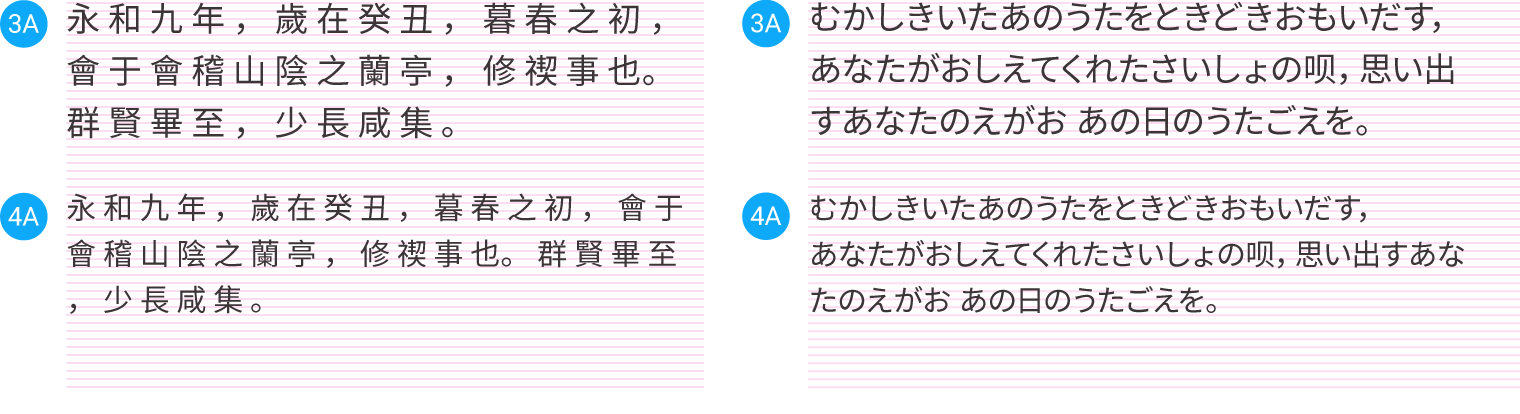 3A
永和九年，歲在癸丑，暮春之初，
會于會稽山陰之蘭亭，修禊事也。
群賢畢至，少長咸集。
4A
永和九年，歲在癸丑，暮春之初，會于
會稽山陰之蘭亭，修禊事也。群賢畢至
，少長咸集。
3A
むかしきいたあのうたをときどきおもいだす，
あなたがおしえてくれたさいしょの呗，思い出
すあなたのえがお あの日のうたごえを。
4A
むかしきいたあのうたをときどきおもいだす，
あなたがおしえてくれたさいしょの呗，思い出すあな
たのえがお あの日のうたごえを。